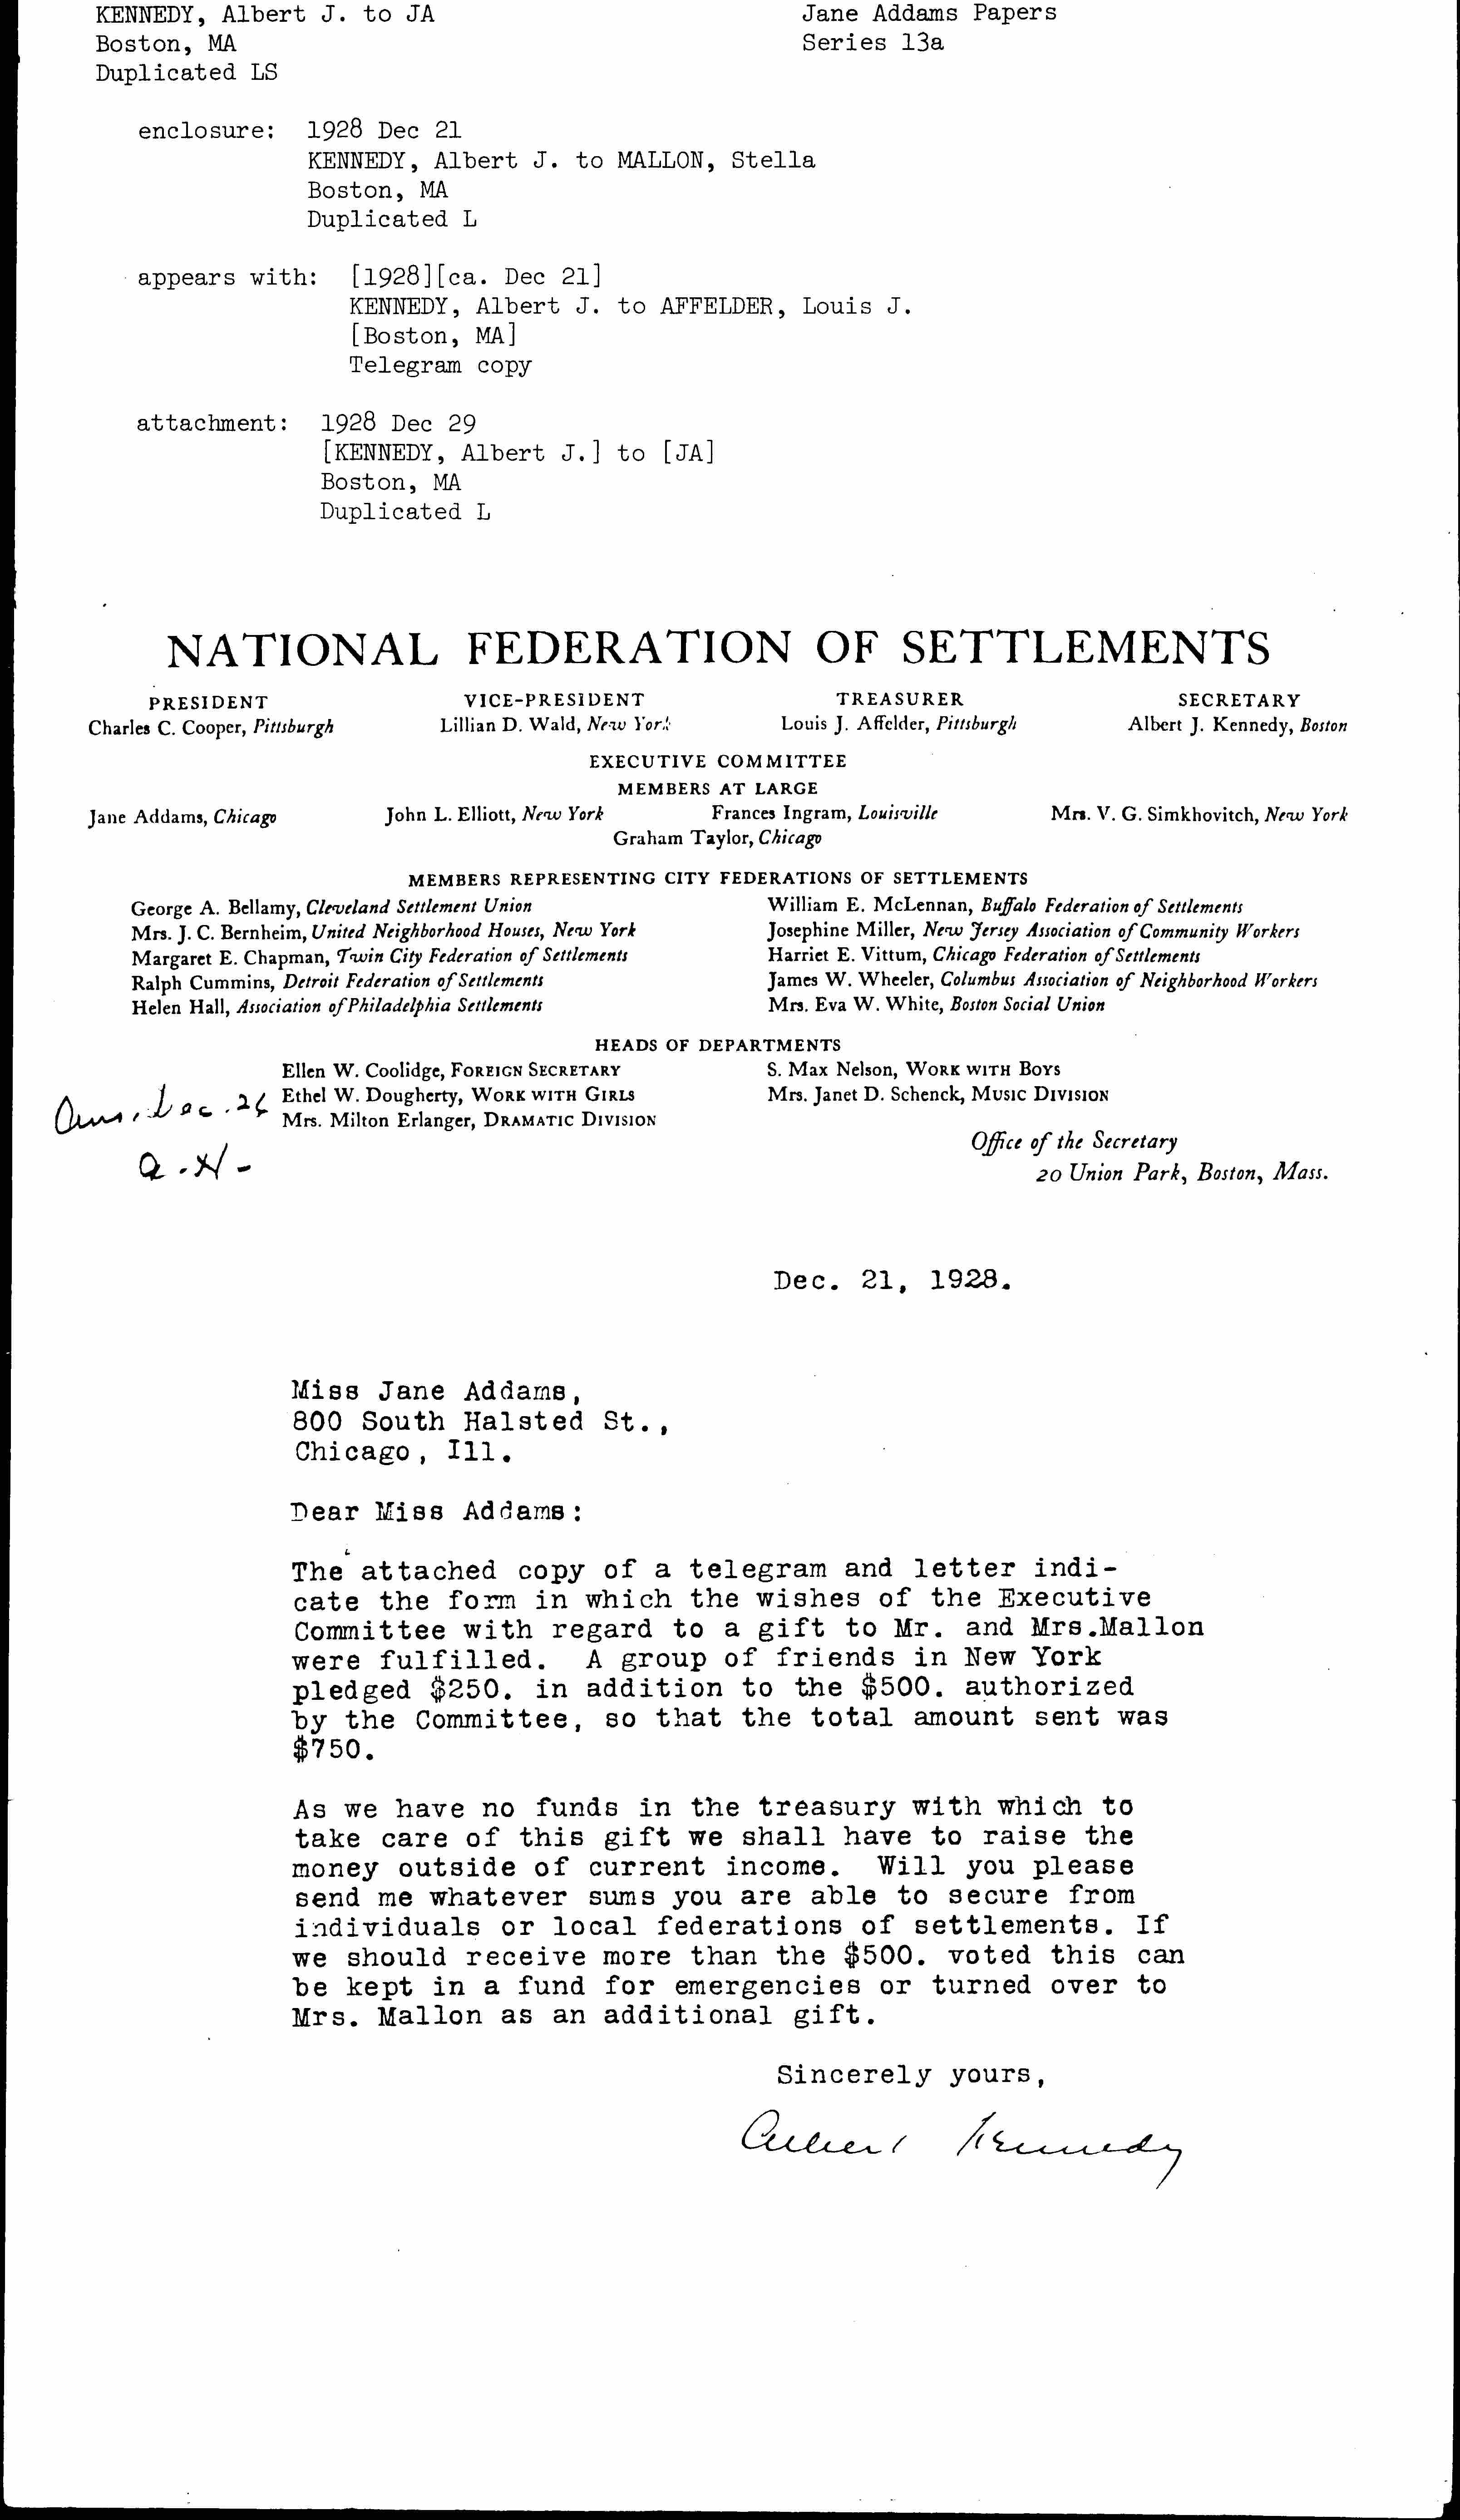 KENNEDY, Albert J. to JA
Jane Addams Papers
Boston, MA
Series 13a
Duplicated LS
enclosure: 1928 Dec 21
KENNEDY, Albert J. to MALLON, Stella
Boston, MA
Duplicated L
appears with: [1928][ca. Dec 21]
KENNEDY, Albert J. to AFFELDER, Louis J.
[Boston, MA]
Telegram copy
attachment: 1928 Dec 29
[KENNEDY, Albert J.] to [JA]
Boston, MA
Duplicated L
NATIONAL FEDERATION OF SETTLEMENTS
PRESIDENT
Charles C. Cooper, Pittsburgh
VICE-PRESIDENT
Lillian D. Wald, New York
TREASURER
Louis J. Affelder, Pittsburgh
SECRETARY
Albert J. Kennedy, Boston
EXECUTIVE COMMITTEE
MEMBERS AT LARGE
Jane Addams, Chicago John L. Elliott, New York Frances Ingram, Louisville Mrs. V. G. Simkhovitch, New York
Graham Taylor, Chicago
MEMBERS REPRESENTING CITY FEDERATIONS OF SETTLEMENTS
George A. Bellamy, Cleveland Settlement Union
Mrs. J. C. Bernheim, United Neighborhood Houses, New York
Margaret E. Chapman, Twin City Federation of Settlements
Ralph Cummins, Detroit Federation of Settlements
Helen Hall, Association of Philadelphia Settlements
William E. McLennan, Buffalo Federation of Settlements
Josephine Miller, New Jersey Association of Community Workers
Harriet E. Vittum, Chicago Federation of Settlements
James W. Wheeler, Columbus Association of Neighborhood Workers
Mrs. Eva W. White, Boston Social Union
HEADS OF DEPARTMENTS
Ellen W. Coolidge, FOREIGN SECRETARY
Ethel W. Dougherty, WORK WITH GIRLS
Mrs. Milton Erlanger, DRAMATIC DIVISION
S. Max Nelson, WORK WITH BOYS
Mrs. Janet D. Schenck, MUSIC DIVISION
Ans. Dec. 26
a. H-
Office of the Secretary
20 Union Park, Boston, Mass.
Dec. 21, 1928.
Miss Jane Addams,
800 South Halsted St.,
Chicago, Ill.
Dear Miss Addams:
The attached copy of a telegram and letter indi-
cate the form in which the wishes of the Executive
Committee with regard to a gift to Mr. and Mrs.Mallon
were fulfilled. A group of friends in New York
pledged $250. in addition to the $500. authorized
by the Committee, so that the total amount sent was
$750.
As we have no funds in the treasury with which to
take care of this gift we shall have to raise the
money outside of current income. Will you please
send me whatever sums you are able to secure from
individuals or local federations of settlements. If
we should receive more than the $500. voted this can
be kept in a fund for emergencies or turned over to
Mrs. Mallon as an additional gift.
Sincerely yours,
Albert Kennedy